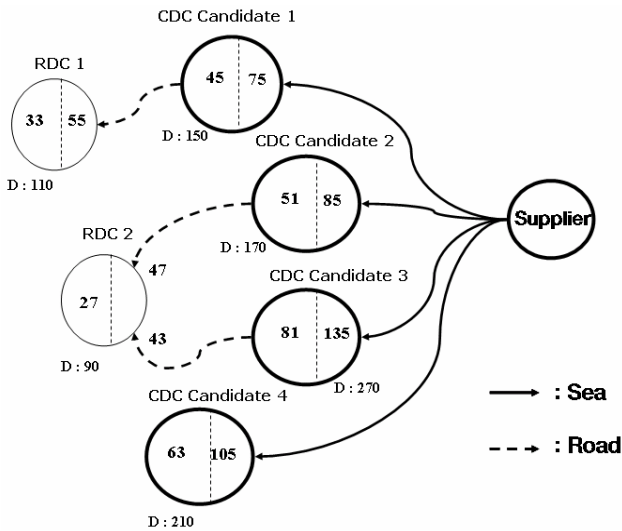 CDC Candidate 1
RDC 1
45 75
33 55
D : 150
CDC Candidate 2
D : 110
51 85
Supplier
RDC 2
D : 170
47
CDC Candidate 3
27
43
81 135
D : 90
D : 270
CDC Candidate 4
: Sea
63 105
: Road
D : 210